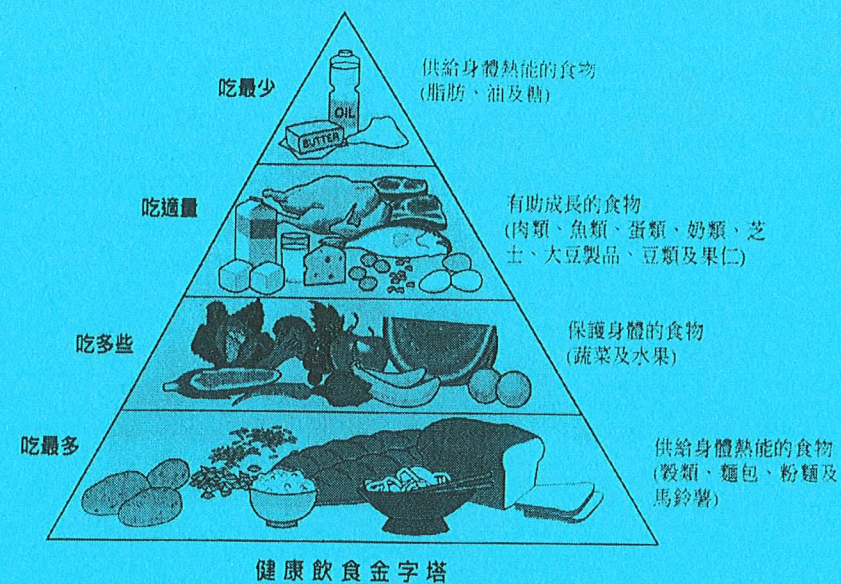 吃最少
OIL
BUTTER
供給身體熱能的食物
(脂肪、油及糖)
吃適量
有助成長的食物
(肉類、魚類、蛋類、奶類、芝
士、大豆製品、豆類及果仁)
吃多些
保護身體的食物
(蔬菜及水果)
吃最多
供給身體熱能的食物
(穀類、麵包、粉麵及
馬鈴薯)
健康飲食金字塔